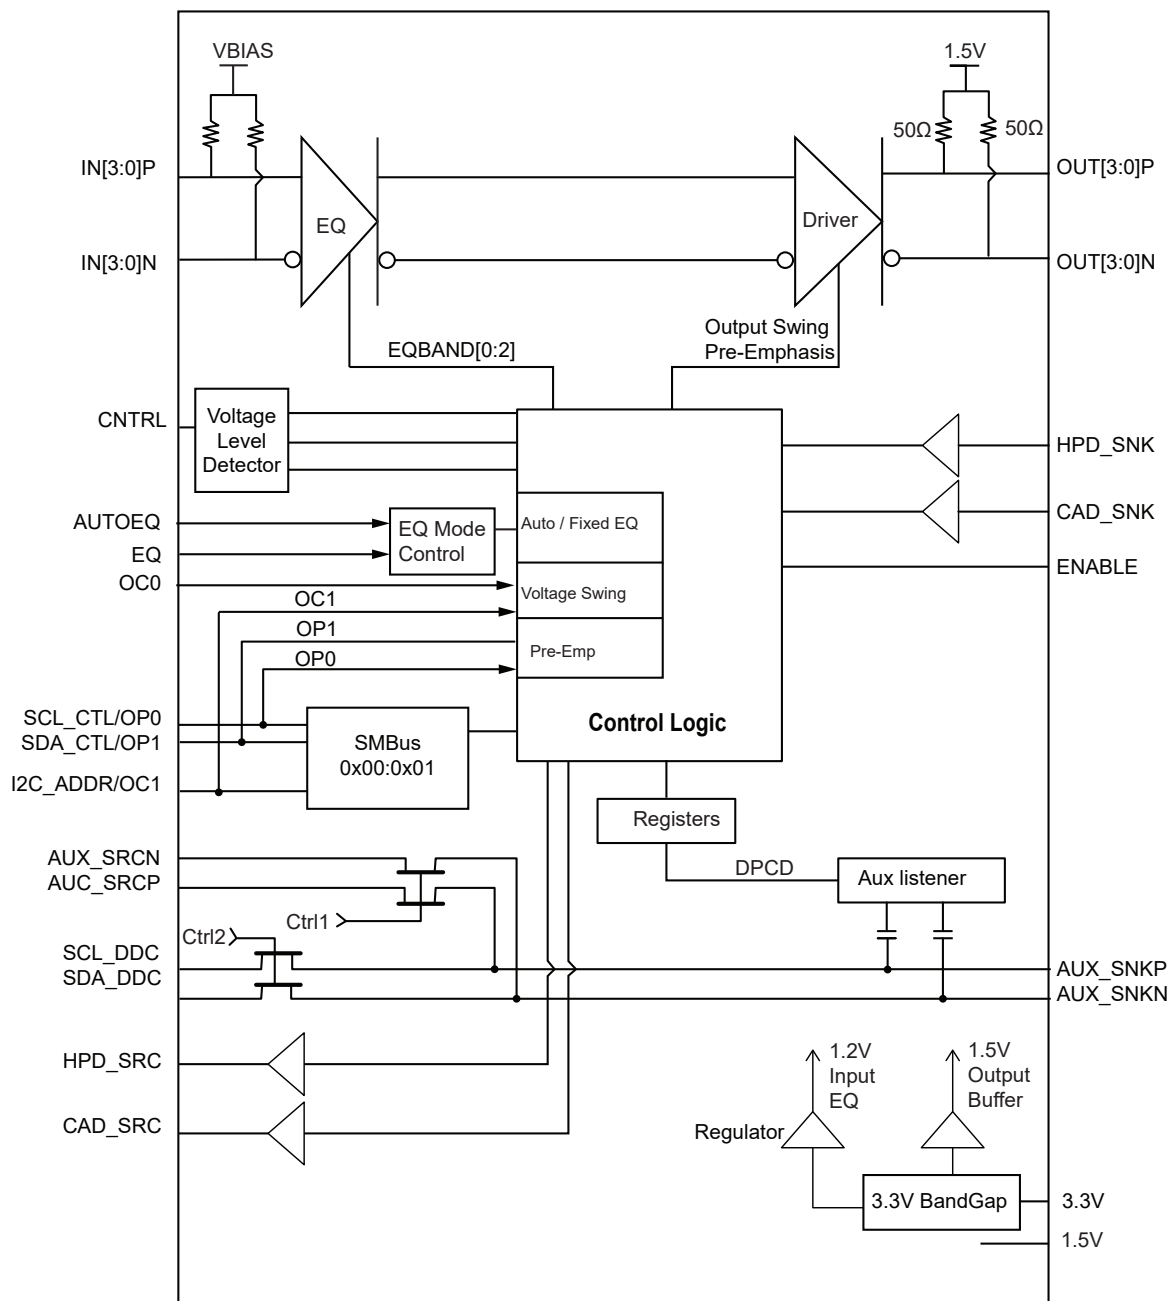 VBIAS
1.5V
50Ω
50Ω
IN[3:0]P
OUT[3:0]P
EQ
Driver
IN[3:0]N
OUT[3:0]N
EQBAND[0:2]
Output Swing
Pre-Emphasis
CNTRL
Voltage
Level
Detector
HPD_SNK
AUTOEQ
EQ
EQ Mode
Control
Auto / Fixed EQ
CAD_SNK
OC0
ENABLE
OC1
Voltage Swing
OP1
OP0
Pre-Emp
SCL_CTL/OP0
SDA_CTL/OP1
I2C_ADDR/OC1
SMBus
0x00:0x01
Control Logic
Registers
DPCD
Aux listener
AUX_SRCN
AUC_SRCP
Ctrl1
Ctrl2
SCL_DDC
SDA_DDC
AUX_SNKP
AUX_SNKN
HPD_SRC
CAD_SRC
1.2V
Input
EQ
1.5V
Output
Buffer
Regulator
3.3V BandGap
3.3V
1.5V